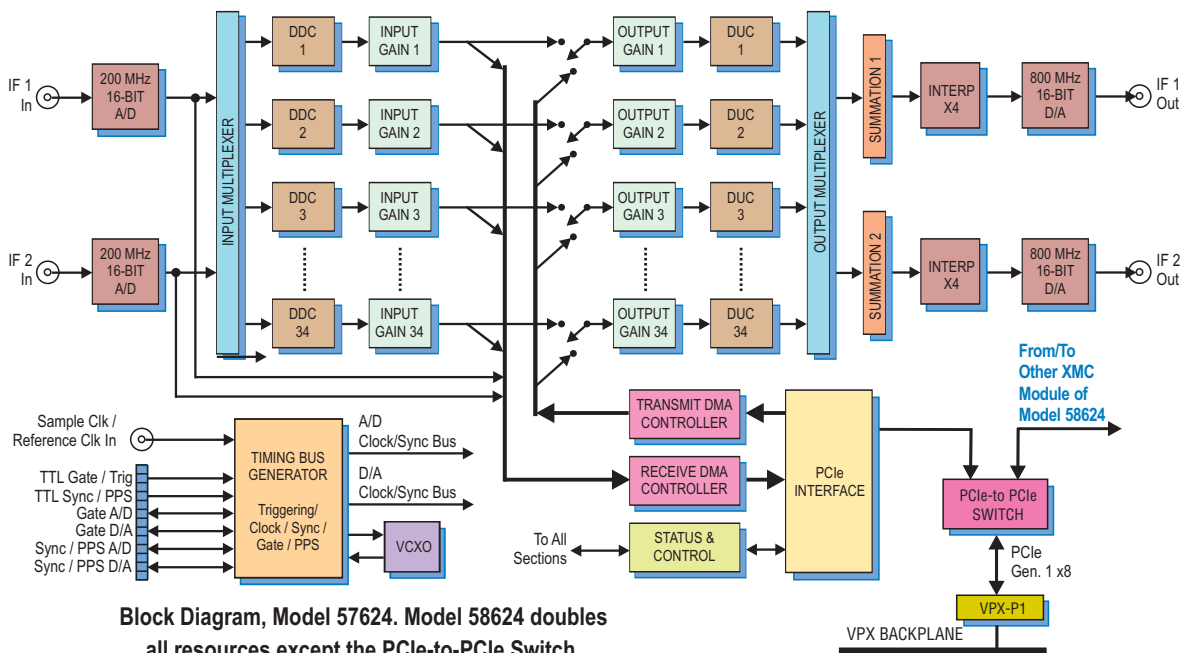 IF 1
In
200 MHz
16-BIT
A/D
IF 2
In
200 MHz
16-BIT
A/D
INPUT MULTIPLEXER
DDC
1
INPUT
GAIN 1
DDC
2
INPUT
GAIN 2
DDC
3
INPUT
GAIN 3
DDC
34
INPUT
GAIN 34
OUTPUT
GAIN 1
DUC
1
OUTPUT
GAIN 2
DUC
2
OUTPUT
GAIN 3
DUC
3
OUTPUT
GAIN 34
DUC
34
OUTPUT MULTIPLEXER
SUMMATION 1
INTERP
X4
800 MHz
16-BIT
D/A
IF 1
Out
SUMMATION 2
INTERP
X4
800 MHz
16-BIT
D/A
IF 2
Out
From/To
Other XMC
Module of
Model 58624
Sample Clk /
Reference Clk In
TTL Gate / Trig
TTL Sync / PPS
Gate A/D
Gate D/A
Sync / PPS A/D
Sync / PPS D/A
TIMING BUS
GENERATOR
Triggering/
Clock / Sync /
Gate / PPS
A/D
Clock/Sync Bus
D/A
Clock/Sync Bus
VCXO
TRANSMIT DMA
CONTROLLER
RECEIVE DMA
CONTROLLER
To All
Sections
STATUS &
CONTROL
PCIe
INTERFACE
PCIe-to PCIe
SWITCH
PCIe
Gen. 1 x8
VPX-P1
VPX BACKPLANE
Block Diagram, Model 57624. Model 58624 doubles
all resources except the PCIe-to-PCIe Switch